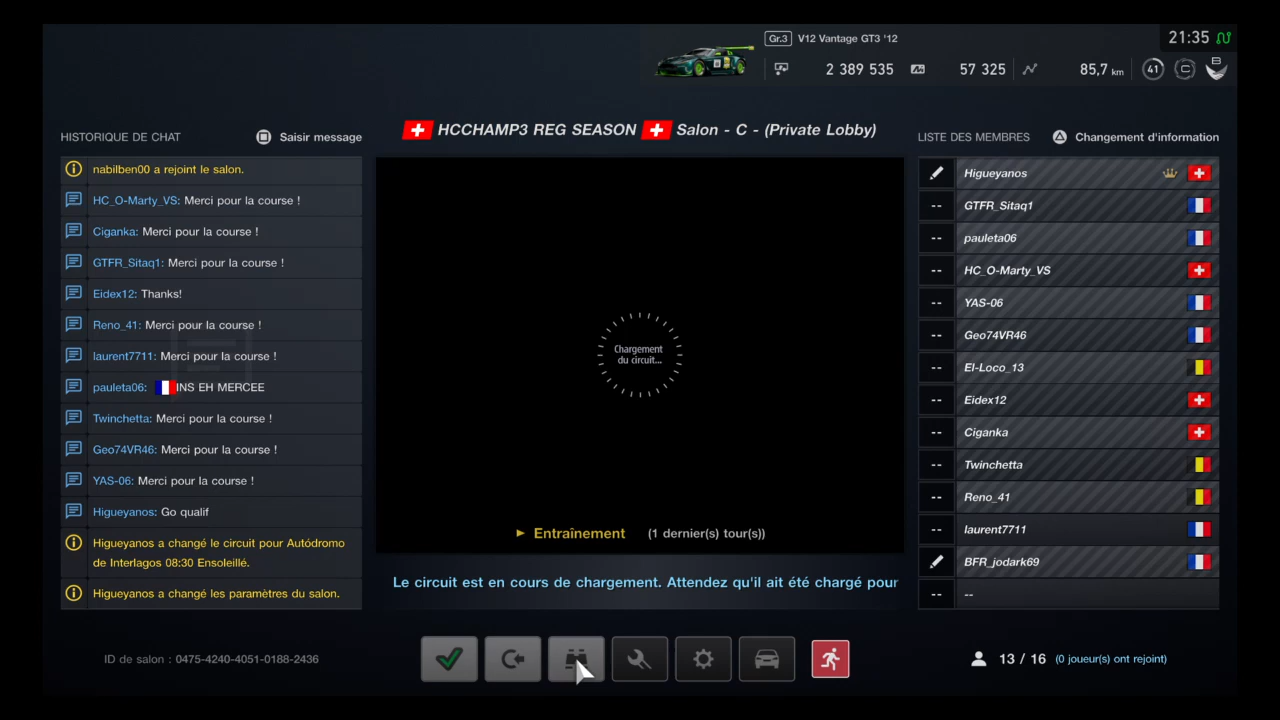 Gr.3 V12 Vantage GT3 '12
21:35
2 389 535 57 325 85,7 km 41 B
HISTORIQUE DE CHAT Saisir message
HCCHAMP3 REG SEASON Salon - C - (Private Lobby)
LISTE DES MEMBRES Changement d'information
nabilben00 a rejoint le salon.
HC_O-Marty_VS: Merci pour la course !
Ciganka: Merci pour la course !
GTFR_Sitaq1: Merci pour la course !
Eidex12: Thanks!
Reno_41: Merci pour la course !
laurent7711: Merci pour la course !
pauleta06: INS EH MERCEE
Twinchetta: Merci pour la course !
Geo74VR46: Merci pour la course !
YAS-06: Merci pour la course !
Higueyanos: Go qualif
Higueyanos a changé le circuit pour Autódromo
de Interlagos 08:30 Ensoleillé.
Higueyanos a changé les paramètres du salon.
Chargement
du circuit...
Entraînement (1 dernier(s) tour(s))
Le circuit est en cours de chargement. Attendez qu'il ait été chargé pour
Higueyanos
-- GTFR_Sitaq1
-- pauleta06
-- HC_O-Marty_VS
-- YAS-06
-- Geo74VR46
-- El-Loco_13
-- Eidex12
-- Ciganka
-- Twinchetta
-- Reno_41
-- laurent7711
BFR_jodark69
-- --
ID de salon : 0475-4240-4051-0188-2436
13 / 16 (0 joueur(s) ont rejoint)